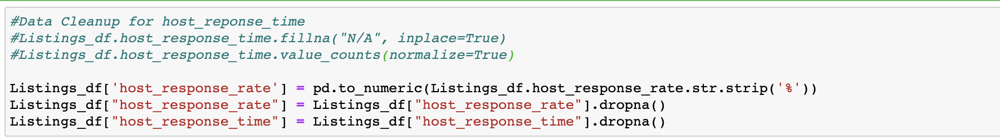 #Data Cleanup for host_reponse_time
#Listings_df.host_response_time.fillna("N/A", inplace=True)
#Listings_df.host_response_time.value_counts(normalize=True)
Listings_df['host_response_rate'] = pd.to_numeric(Listings_df.host_response_rate.str.strip('%'))
Listings_df["host_response_rate"] = Listings_df["host_response_rate"].dropna()
Listings_df["host_response_time"] = Listings_df["host_response_time"].dropna()